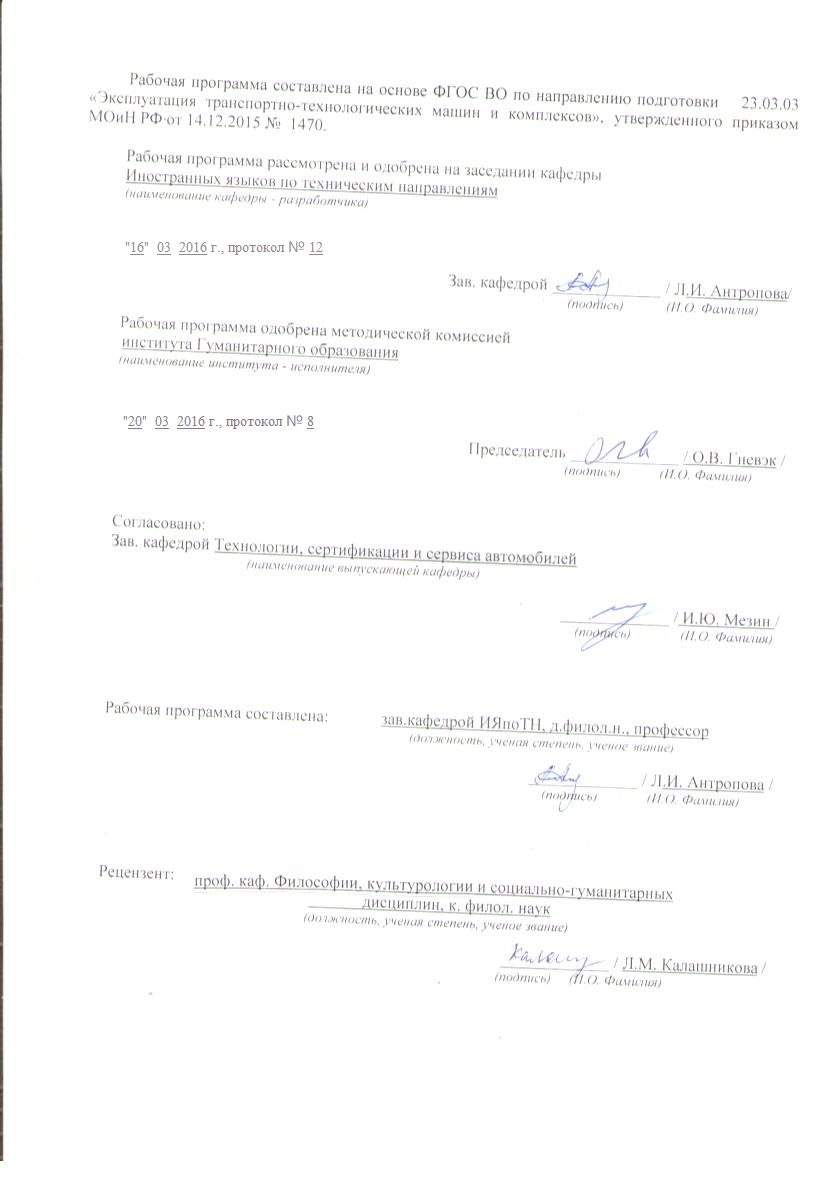 Рабочая программа составлена на основе ФГОС ВО по направлению подготовки 23.03.03
«Эксплуатация транспортно-технологических машин и комплексов», утвержденного приказом
МОиН РФ от 14.12.2015 № 1470.
Рабочая программа рассмотрена и одобрена на заседании кафедры
Иностранных языков по техническим направлениям
(наименование кафедры - разработчика)
"16" 03 2016 г., протокол № 12
Зав. кафедрой ____________ / Л.И. Антропова/
(подпись) (И.О. Фамилия)
Рабочая программа одобрена методической комиссией
института Гуманитарного образования
(наименование института - исполнителя)
"20" 03 2016 г., протокол № 8
Председатель ____________ / О.В. Гневэк /
(подпись) (И.О. Фамилия)
Согласовано:
Зав. кафедрой Технологии, сертификации и сервиса автомобилей
(наименование выпускающей кафедры)
____________ / И.Ю. Мезин /
(подпись) (И.О. Фамилия)
Рабочая программа составлена: зав.кафедрой ИЯпоТН, д.филол.н., профессор
(должность, ученая степень, ученое звание)
____________ / Л.И. Антропова /
(подпись) (И.О. Фамилия)
Рецензент: проф. каф. Философии, культурологии и социально-гуманитарных
дисциплин, к. филол. наук
(должность, ученая степень, ученое звание)
____________ / Л.М. Калашникова /
(подпись) (И.О. Фамилия)